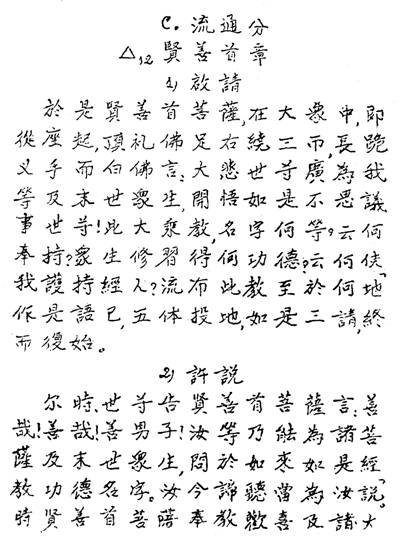 C. 流通分
△12 賢善首章
1) 啟請
於是賢善首菩薩,在大眾中,即
從座起,頂礼佛足右繞三帀,長跪
叉手而白佛言:大悲世尊廣為我
等及末世眾生,開悟如是不思議
事世尊!此大乘教,名字何等?云何
奉持?眾生修習得何功德?云何使
我護持經人?流布此教至於何地」
作是語已,五体投地,如是三請,終
而復始。
2) 許説
尔時、世尊告賢善首菩薩言:善
哉!善哉!善男子!汝等乃能為諸菩
薩及末世眾生,問於如來如是經
教功德名字。汝今諦聽當為汝說。」
時賢善首菩薩奉教歡喜及諸大